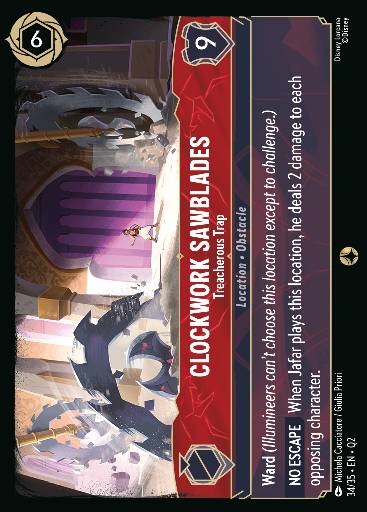 6
9
CLOCKWORK SAWBLADES
Treacherous Trap
Location • Obstacle
Ward (Illumineers can't choose this location except to challenge.)
NO ESCAPE When Jafar plays this location, he deals 2 damage to each
opposing character.
Michela Cacciatore / Giulia Priori
34/35 • EN • Q2
Disney Lorcana
©Disney